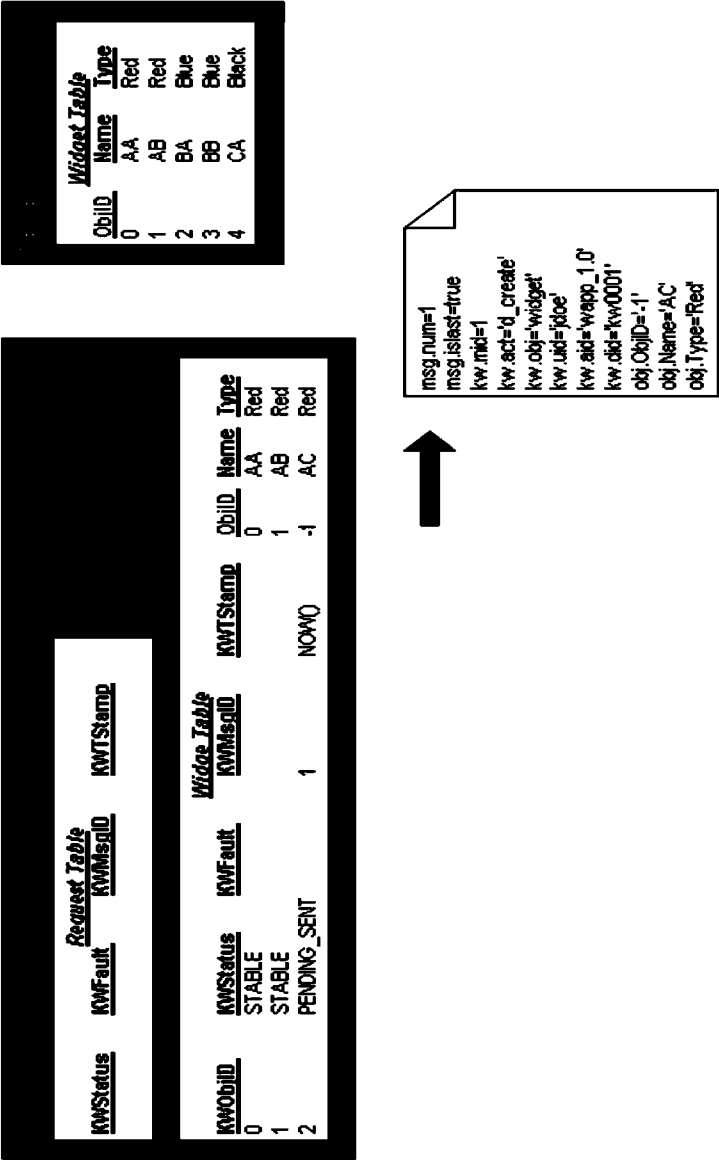 Request Table
KWStatus KWFault KWMsgID KWTStamp
Widge Table
KWObjID KWStatus KWFault KWMsgID KWTStamp ObjID Name Type
0 STABLE 0 AA Red
1 STABLE 1 AB Red
2 PENDING_SENT 1 NOW() -1 AC Red
Widget Table
ObjID Name Type
0 AA Red
1 AB Red
2 BA Blue
3 BB Blue
4 CA Black
msg.num=1
msg.islast=true
kw.mid=1
kw.act='d_create'
kw.obj='widget'
kw.uid='jdoe'
kw.aid='wapp_1.0'
kw.did='kw0001'
obj.ObjID='-1'
obj.Name='AC'
obj.Type='Red'